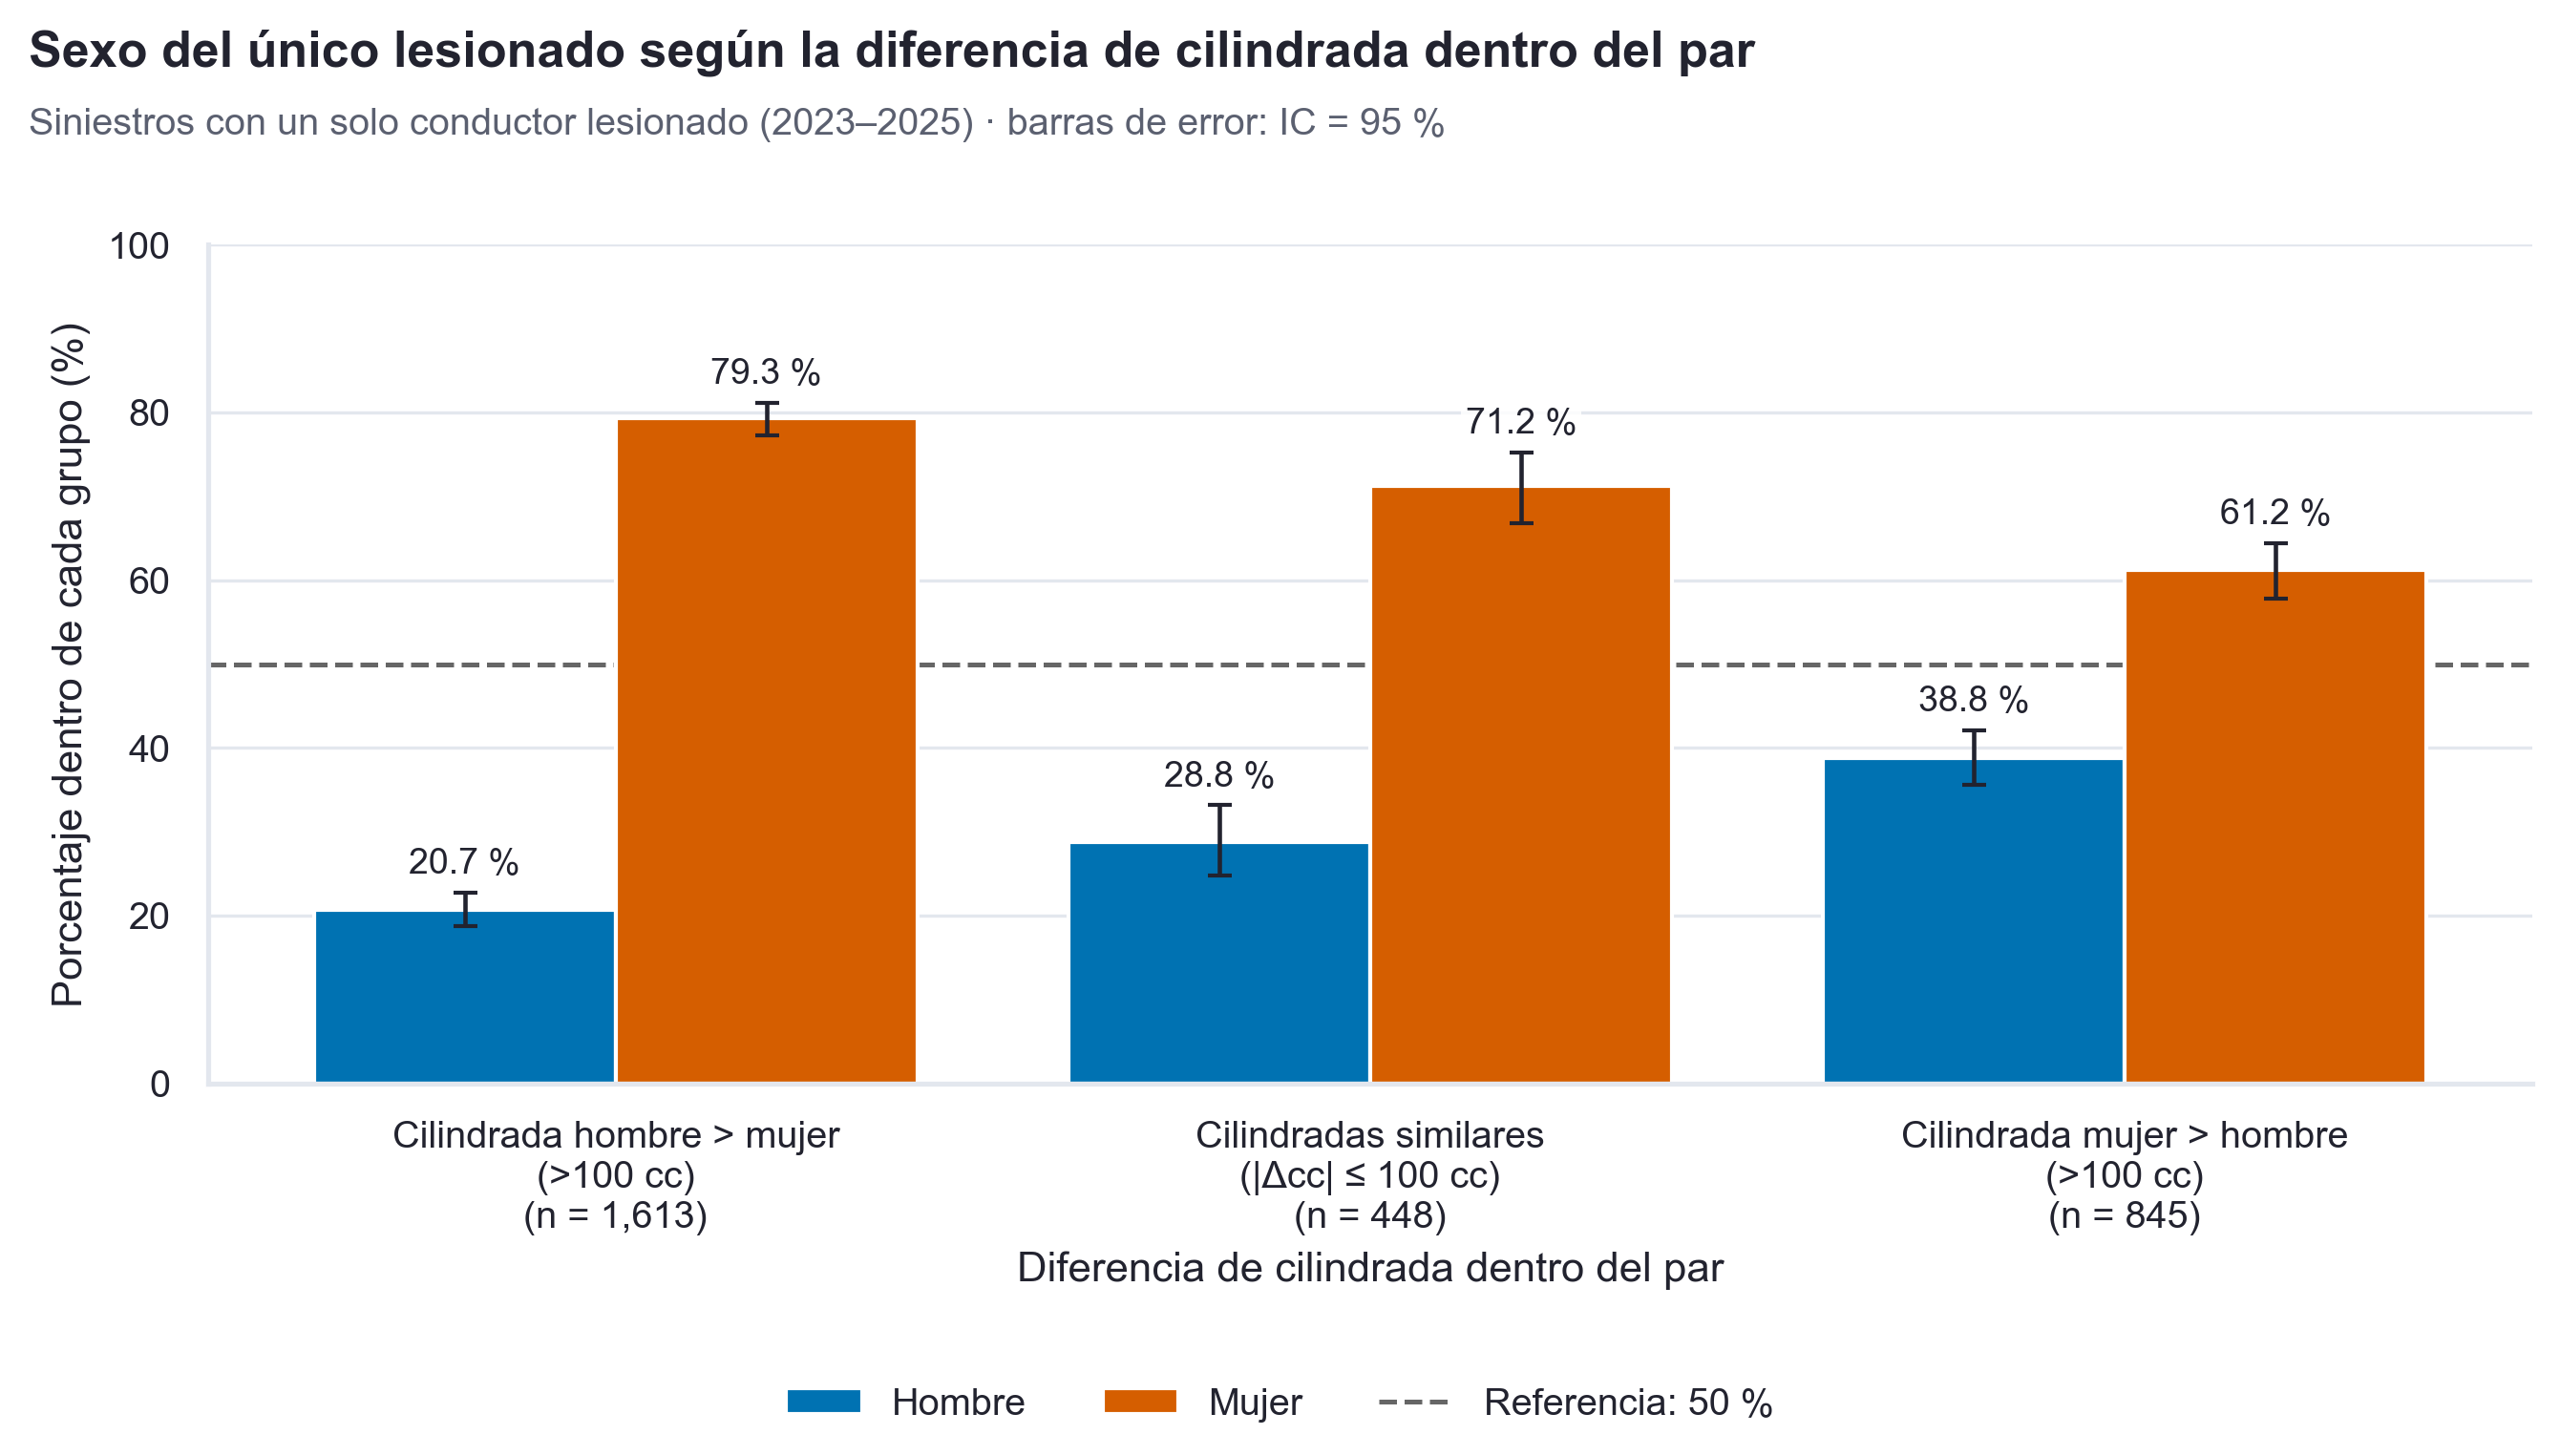 Sexo del único lesionado según la diferencia de cilindrada dentro del par
Siniestros con un solo conductor lesionado (2023–2025) · barras de error: IC = 95 %
Porcentaje dentro de cada grupo (%)
100
80
60
40
20
0
20.7 %
79.3 %
28.8 %
71.2 %
38.8 %
61.2 %
Cilindrada hombre > mujer
(>100 cc)
(n = 1,613)
Cilindradas similares
(|Δcc| ≤ 100 cc)
(n = 448)
Cilindrada mujer > hombre
(>100 cc)
(n = 845)
Diferencia de cilindrada dentro del par
Hombre
Mujer
Referencia: 50 %